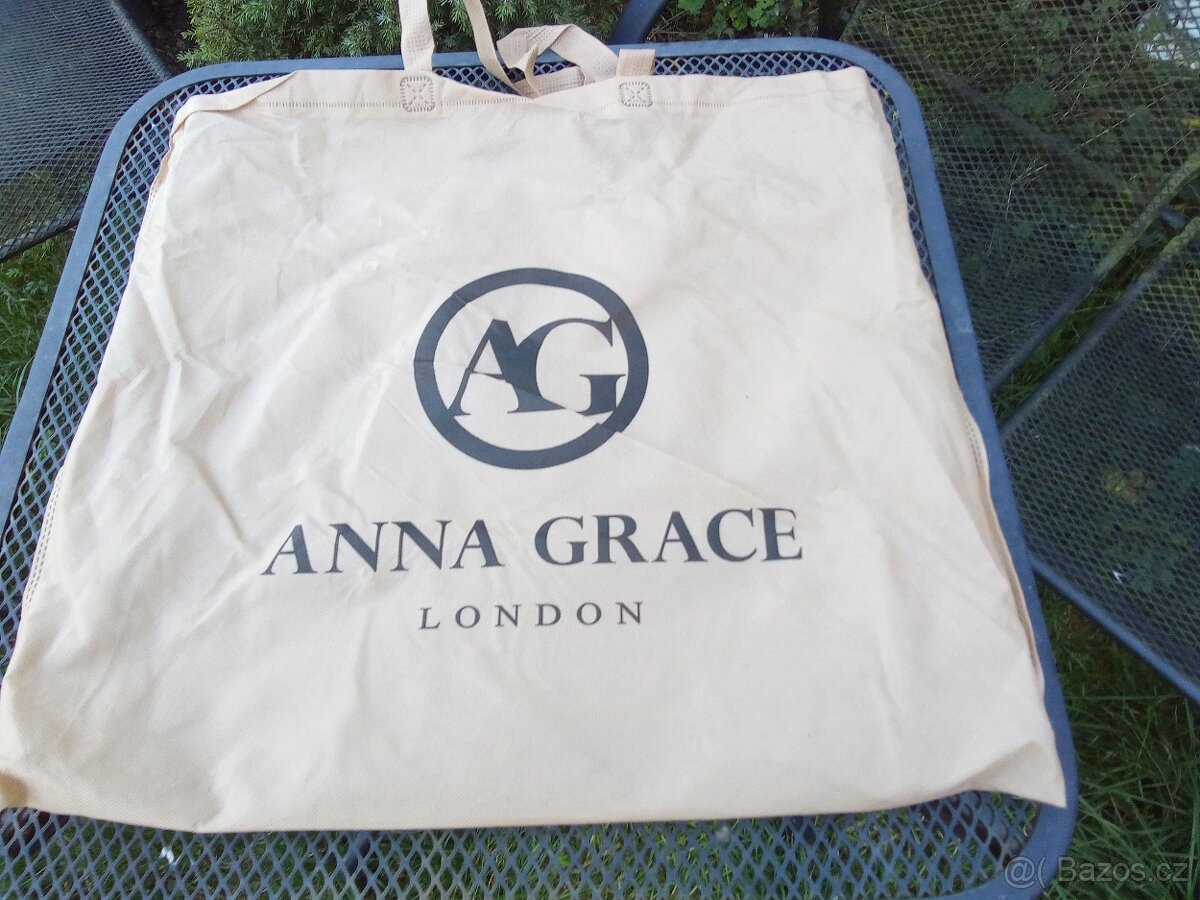 AG
ANNA GRACE
LONDON
@( Bazos.cz